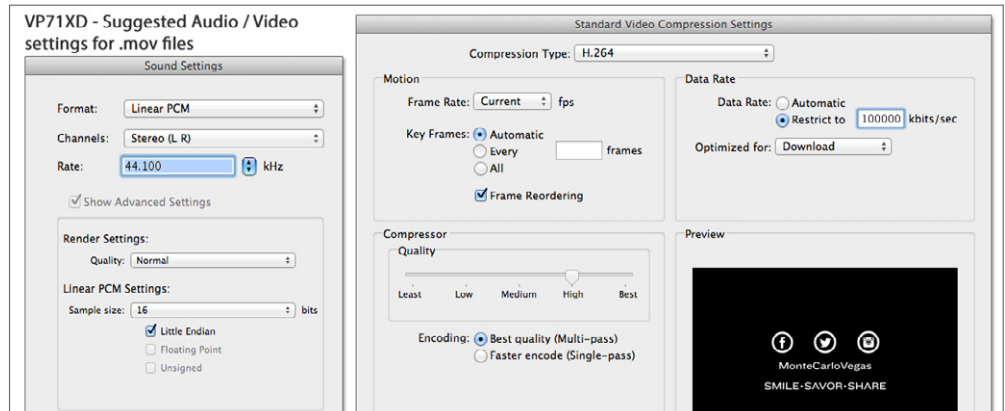 VP71XD - Suggested Audio / Video
settings for .mov files
Sound Settings
Format: Linear PCM
Channels: Stereo (L R)
Rate: 44.100 kHz
Show Advanced Settings
Render Settings:
Quality: Normal
Linear PCM Settings:
Sample size: 16 bits
Little Endian
Floating Point
Unsigned
Standard Video Compression Settings
Compression Type: H.264
Motion
Frame Rate: Current fps
Key Frames: Automatic
Every frames
All
Frame Reordering
Data Rate
Data Rate: Automatic
Restrict to 100000 kbits/sec
Optimized for: Download
Compressor
Quality
Least Low Medium High Best
Encoding: Best quality (Multi-pass)
Faster encode (Single-pass)
Preview
MonteCarloVegas
SMILE•SAVOR•SHARE